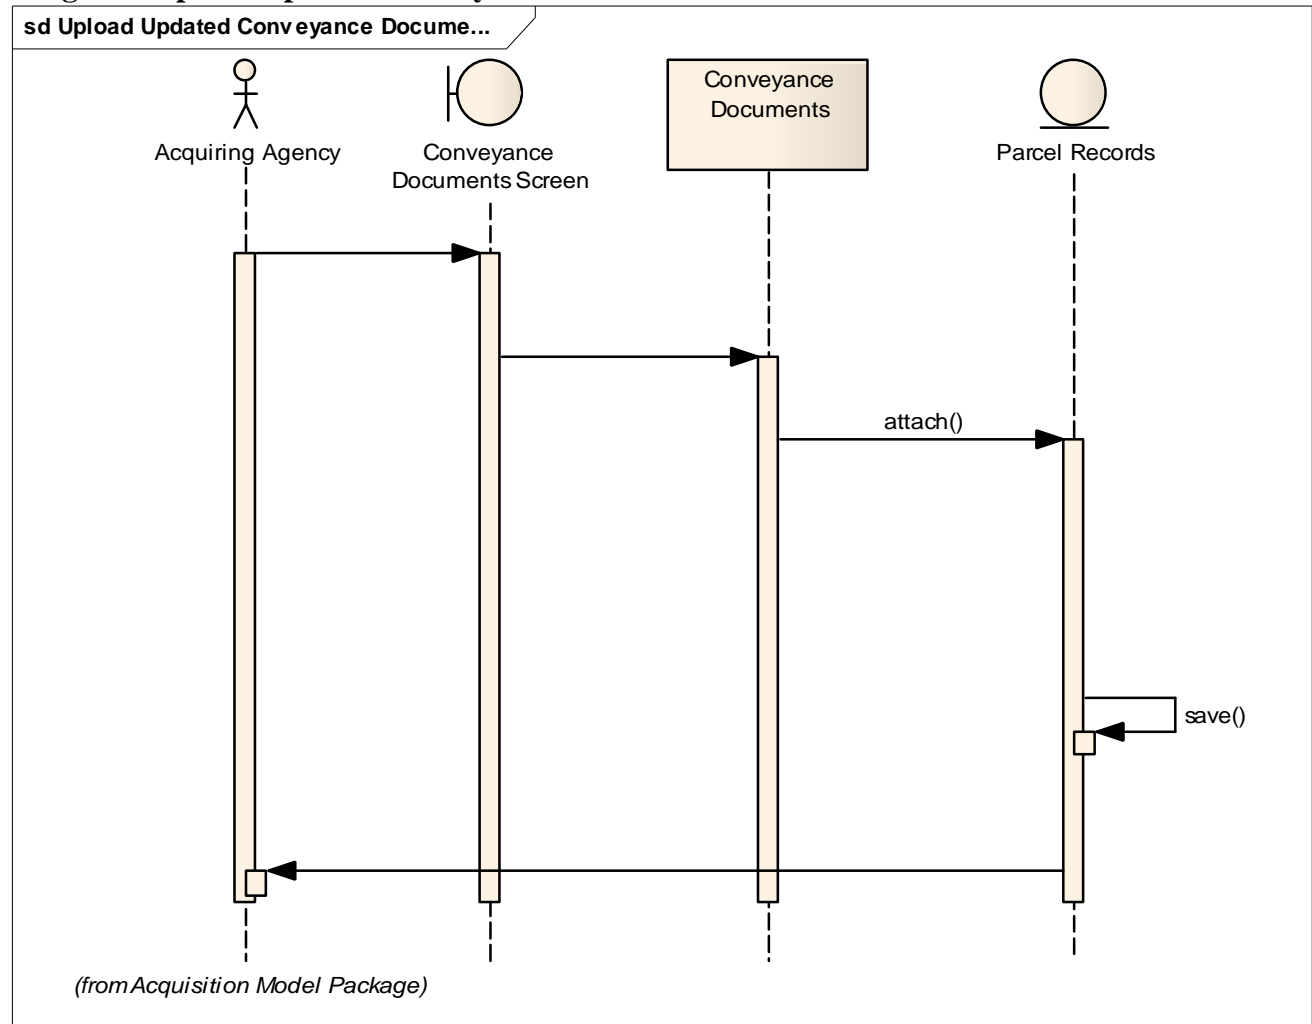 sd Upload Updated Conveyance Docume...
Acquiring Agency
Conveyance
Documents Screen
Conveyance
Documents
Parcel Records
attach()
save()
(from Acquisition Model Package)